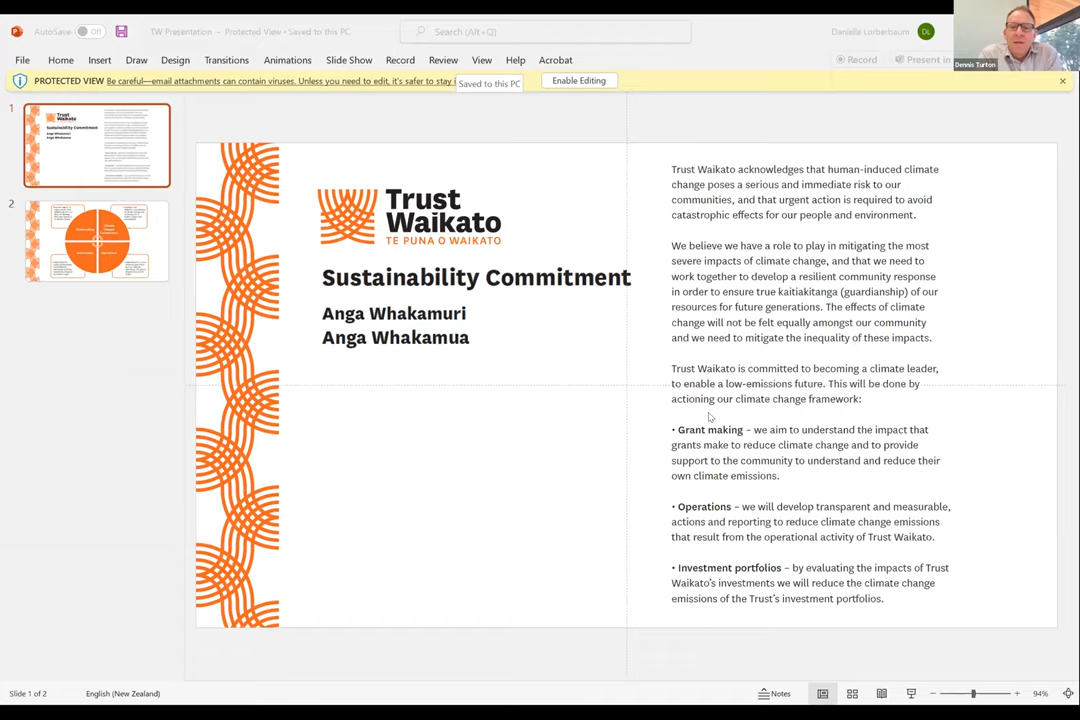 AutoSave
Off
TW Presentation - Protected View • Saved to this PC
Search (Alt+Q)
Danielle Lorberbaum
DL
File Home Insert Draw Design Transitions Animations Slide Show Record Review View Help Acrobat
Record
Present in
Dennis Turton
PROTECTED VIEW Be careful—email attachments can contain viruses. Unless you need to edit, it's safer to stay i
Saved to this PC
Enable Editing
1
Trust
Waikato
Sustainability Commitment
Anga Whakamuri
Anga Whakamua
2
Trust
Waikato
TE PUNA O WAIKATO
Sustainability Commitment
Anga Whakamuri
Anga Whakamua
Trust Waikato acknowledges that human-induced climate
change poses a serious and immediate risk to our
communities, and that urgent action is required to avoid
catastrophic effects for our people and environment.
We believe we have a role to play in mitigating the most
severe impacts of climate change, and that we need to
work together to develop a resilient community response
in order to ensure true kaitiakitanga (guardianship) of our
resources for future generations. The effects of climate
change will not be felt equally amongst our community
and we need to mitigate the inequality of these impacts.
Trust Waikato is committed to becoming a climate leader,
to enable a low-emissions future. This will be done by
actioning our climate change framework:
• Grant making – we aim to understand the impact that
grants make to reduce climate change and to provide
support to the community to understand and reduce their
own climate emissions.
• Operations – we will develop transparent and measurable,
actions and reporting to reduce climate change emissions
that result from the operational activity of Trust Waikato.
• Investment portfolios – by evaluating the impacts of Trust
Waikato's investments we will reduce the climate change
emissions of the Trust's investment portfolios.
Slide 1 of 2
English (New Zealand)
Notes
94%